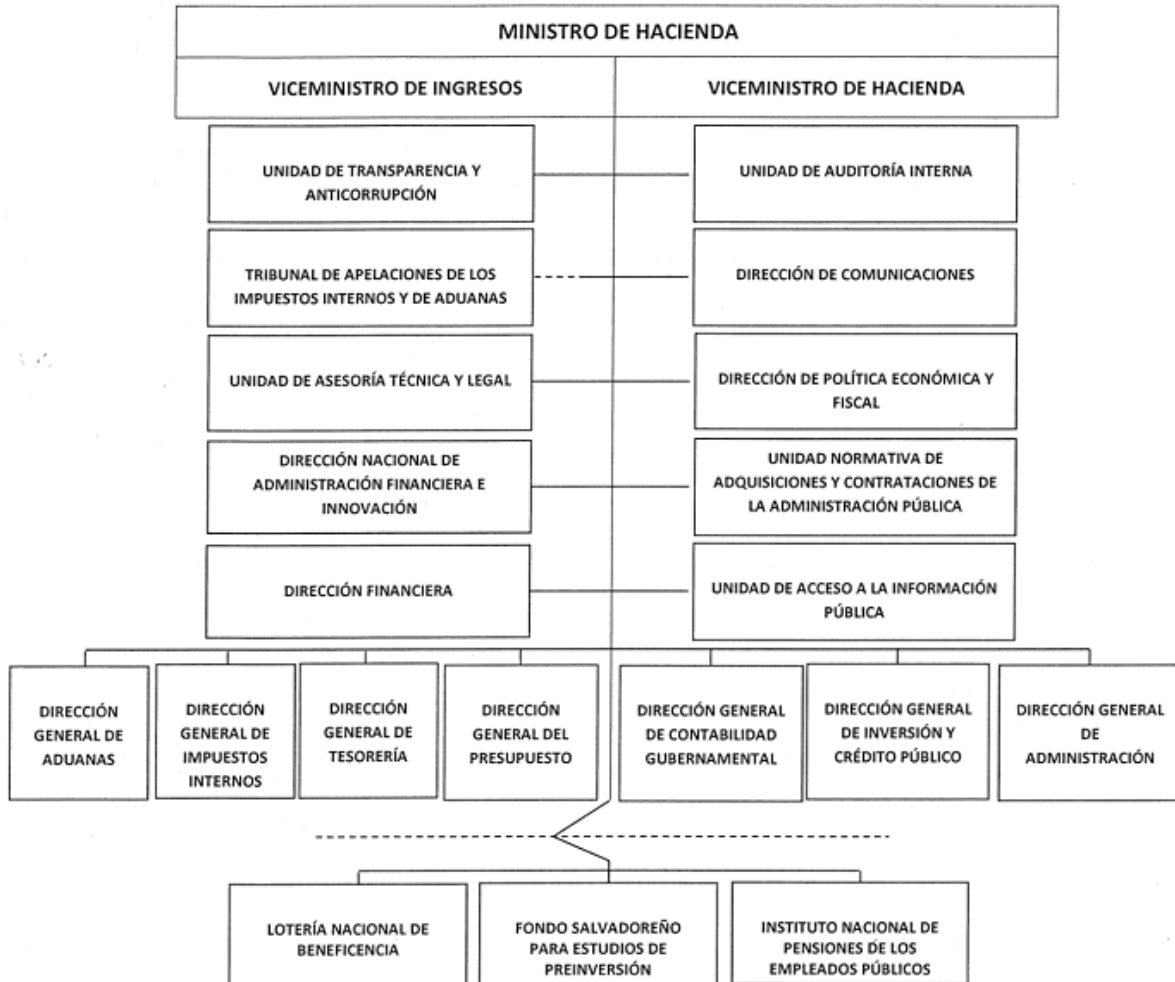 MINISTRO DE HACIENDA
VICEMINISTRO DE INGRESOS
VICEMINISTRO DE HACIENDA
UNIDAD DE TRANSPARENCIA Y
ANTICORRUPCIÓN
UNIDAD DE AUDITORÍA INTERNA
TRIBUNAL DE APELACIONES DE LOS
IMPUESTOS INTERNOS Y DE ADUANAS
DIRECCIÓN DE COMUNICACIONES
UNIDAD DE ASESORÍA TÉCNICA Y LEGAL
DIRECCIÓN DE POLÍTICA ECONÓMICA Y
FISCAL
DIRECCIÓN NACIONAL DE
ADMINISTRACIÓN FINANCIERA E
INNOVACIÓN
UNIDAD NORMATIVA DE
ADQUISICIONES Y CONTRATACIONES DE
LA ADMINISTRACIÓN PÚBLICA
DIRECCIÓN FINANCIERA
UNIDAD DE ACCESO A LA INFORMACIÓN
PÚBLICA
DIRECCIÓN
GENERAL DE
ADUANAS
DIRECCIÓN
GENERAL DE
IMPUESTOS
INTERNOS
DIRECCIÓN
GENERAL DE
TESORERÍA
DIRECCIÓN
GENERAL DEL
PRESUPUESTO
DIRECCIÓN GENERAL
DE CONTABILIDAD
GUBERNAMENTAL
DIRECCIÓN GENERAL
DE INVERSIÓN Y
CRÉDITO PÚBLICO
DIRECCIÓN GENERAL
DE
ADMINISTRACIÓN
LOTERÍA NACIONAL DE
BENEFICENCIA
FONDO SALVADOREÑO
PARA ESTUDIOS DE
PREINVERSIÓN
INSTITUTO NACIONAL DE
PENSIONES DE LOS
EMPLEADOS PÚBLICOS